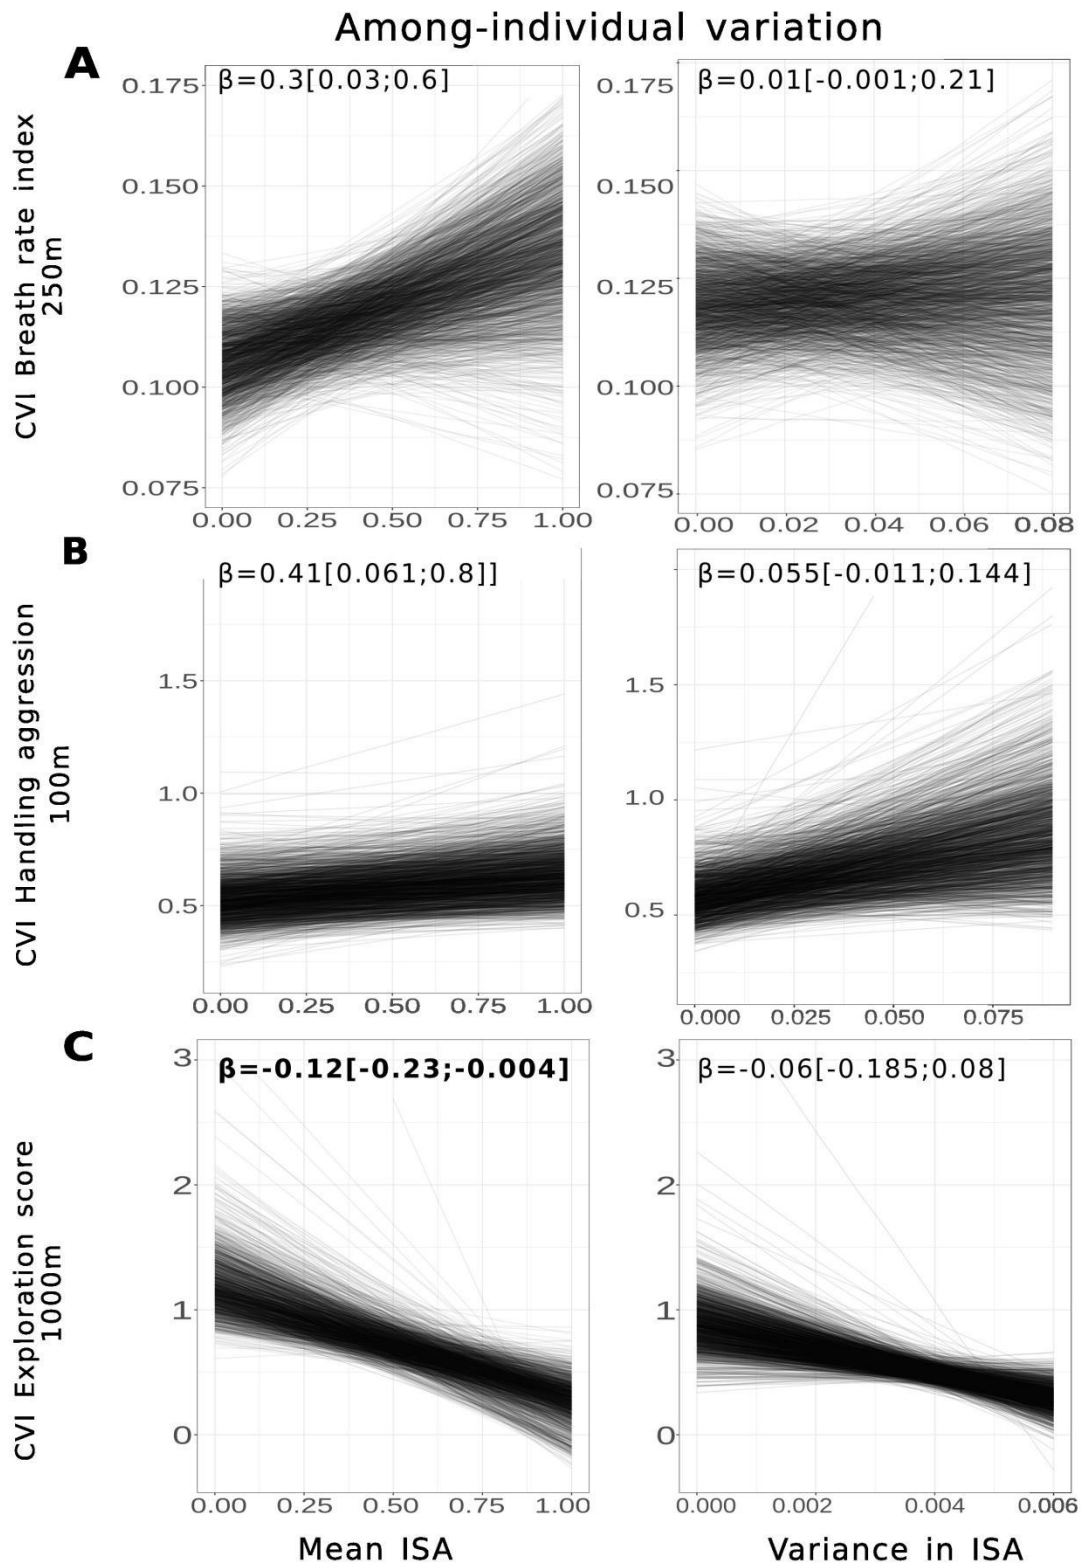 Among-individual variation
A
β=0.3[0.03;0.6]
β=0.01[-0.001;0.21]
CVI Breath rate index
250m
0.175
0.150
0.125
0.100
0.075
0.00 0.25 0.50 0.75 1.00
0.175
0.150
0.125
0.100
0.075
0.00 0.02 0.04 0.06 0.08
B
β=0.41[0.061;0.8]]
β=0.055[-0.011;0.144]
CVI Handling aggression
100m
1.5
1.0
0.5
0.00 0.25 0.50 0.75 1.00
1.5
1.0
0.5
0.000 0.025 0.050 0.075
C
β=-0.12[-0.23;-0.004]
β=-0.06[-0.185;0.08]
CVI Exploration score
1000m
3
2
1
0
0.00 0.25 0.50 0.75 1.00
3
2
1
0
0.000 0.002 0.004 0.006
Mean ISA
Variance in ISA